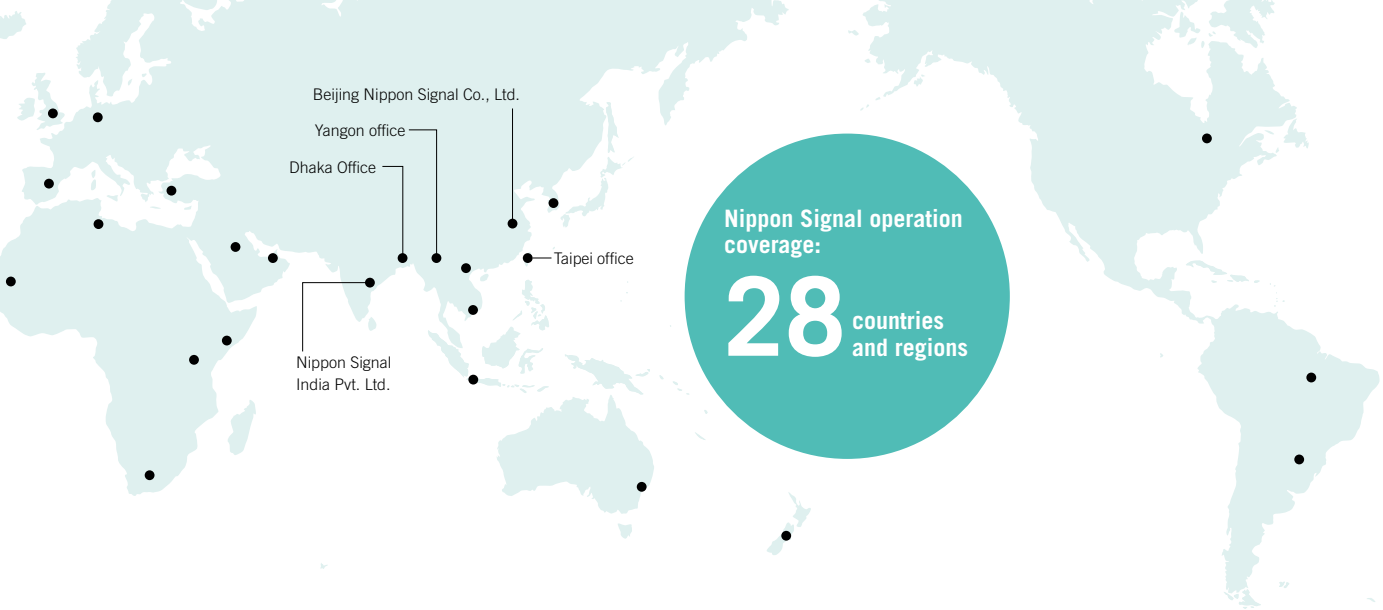 Beijing Nippon Signal Co., Ltd.
Yangon office
Dhaka Office
Taipei office
Nippon Signal
India Pvt. Ltd.
Nippon Signal operation
coverage:
28 countries
and regions